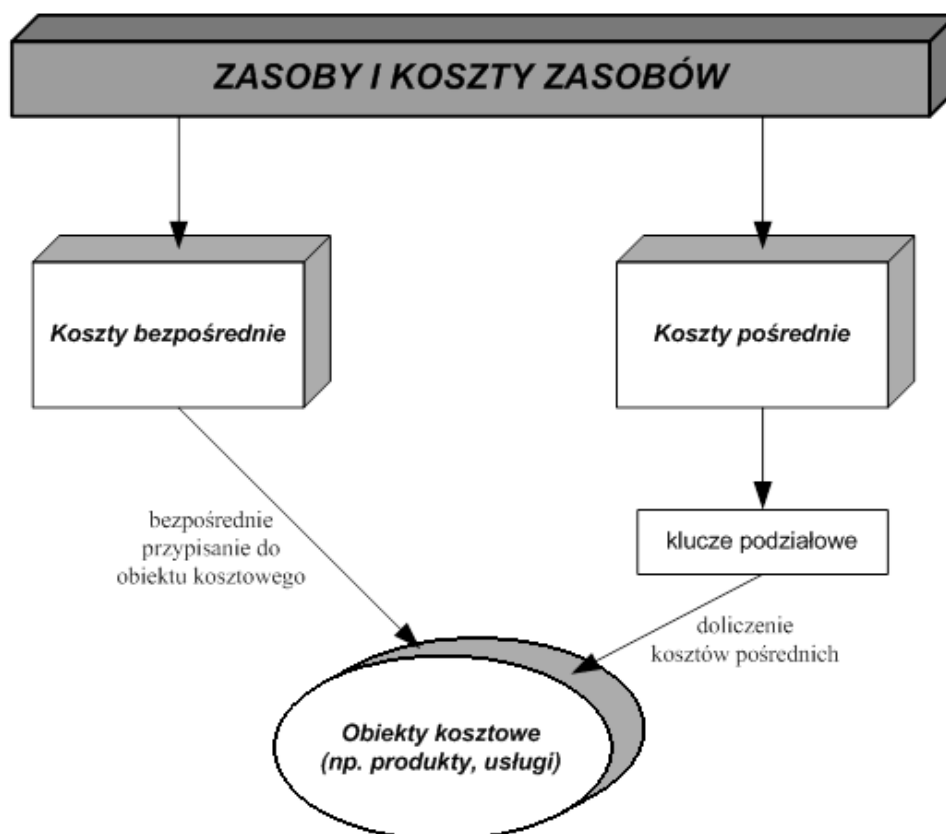 ZASOBY I KOSZTY ZASOBÓW
Koszty bezpośrednie
Koszty pośrednie
bezpośrednie
przypisanie do
obiektu kosztowego
klucze podziałowe
doliczenie
kosztów pośrednich
Obiekty kosztowe
(np. produkty, usługi)